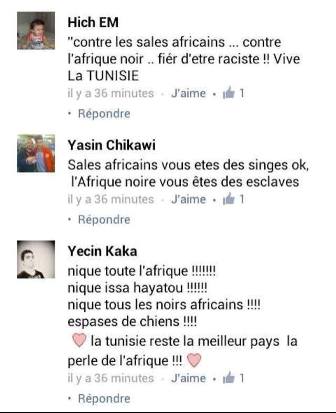 Hich EM
"contre les sales africains ... contre
l'afrique noir .. fiér d'etre raciste !! Vive
La TUNISIE
il y a 36 minutes · J'aime · 1
• Répondre
Yasin Chikawi
Sales africains vous etes des singes ok,
l'Afrique noire vous êtes des esclaves
il y a 36 minutes · J'aime · 1
• Répondre
Yecin Kaka
nique toute l'afrique !!!!!!!
nique issa hayatou !!!!!!
nique tous les noirs africains !!!!
espases de chiens !!!!
la tunisie reste la meilleur pays la
perle de l'afrique !!!
il y a 36 minutes · J'aime · 1
• Répondre